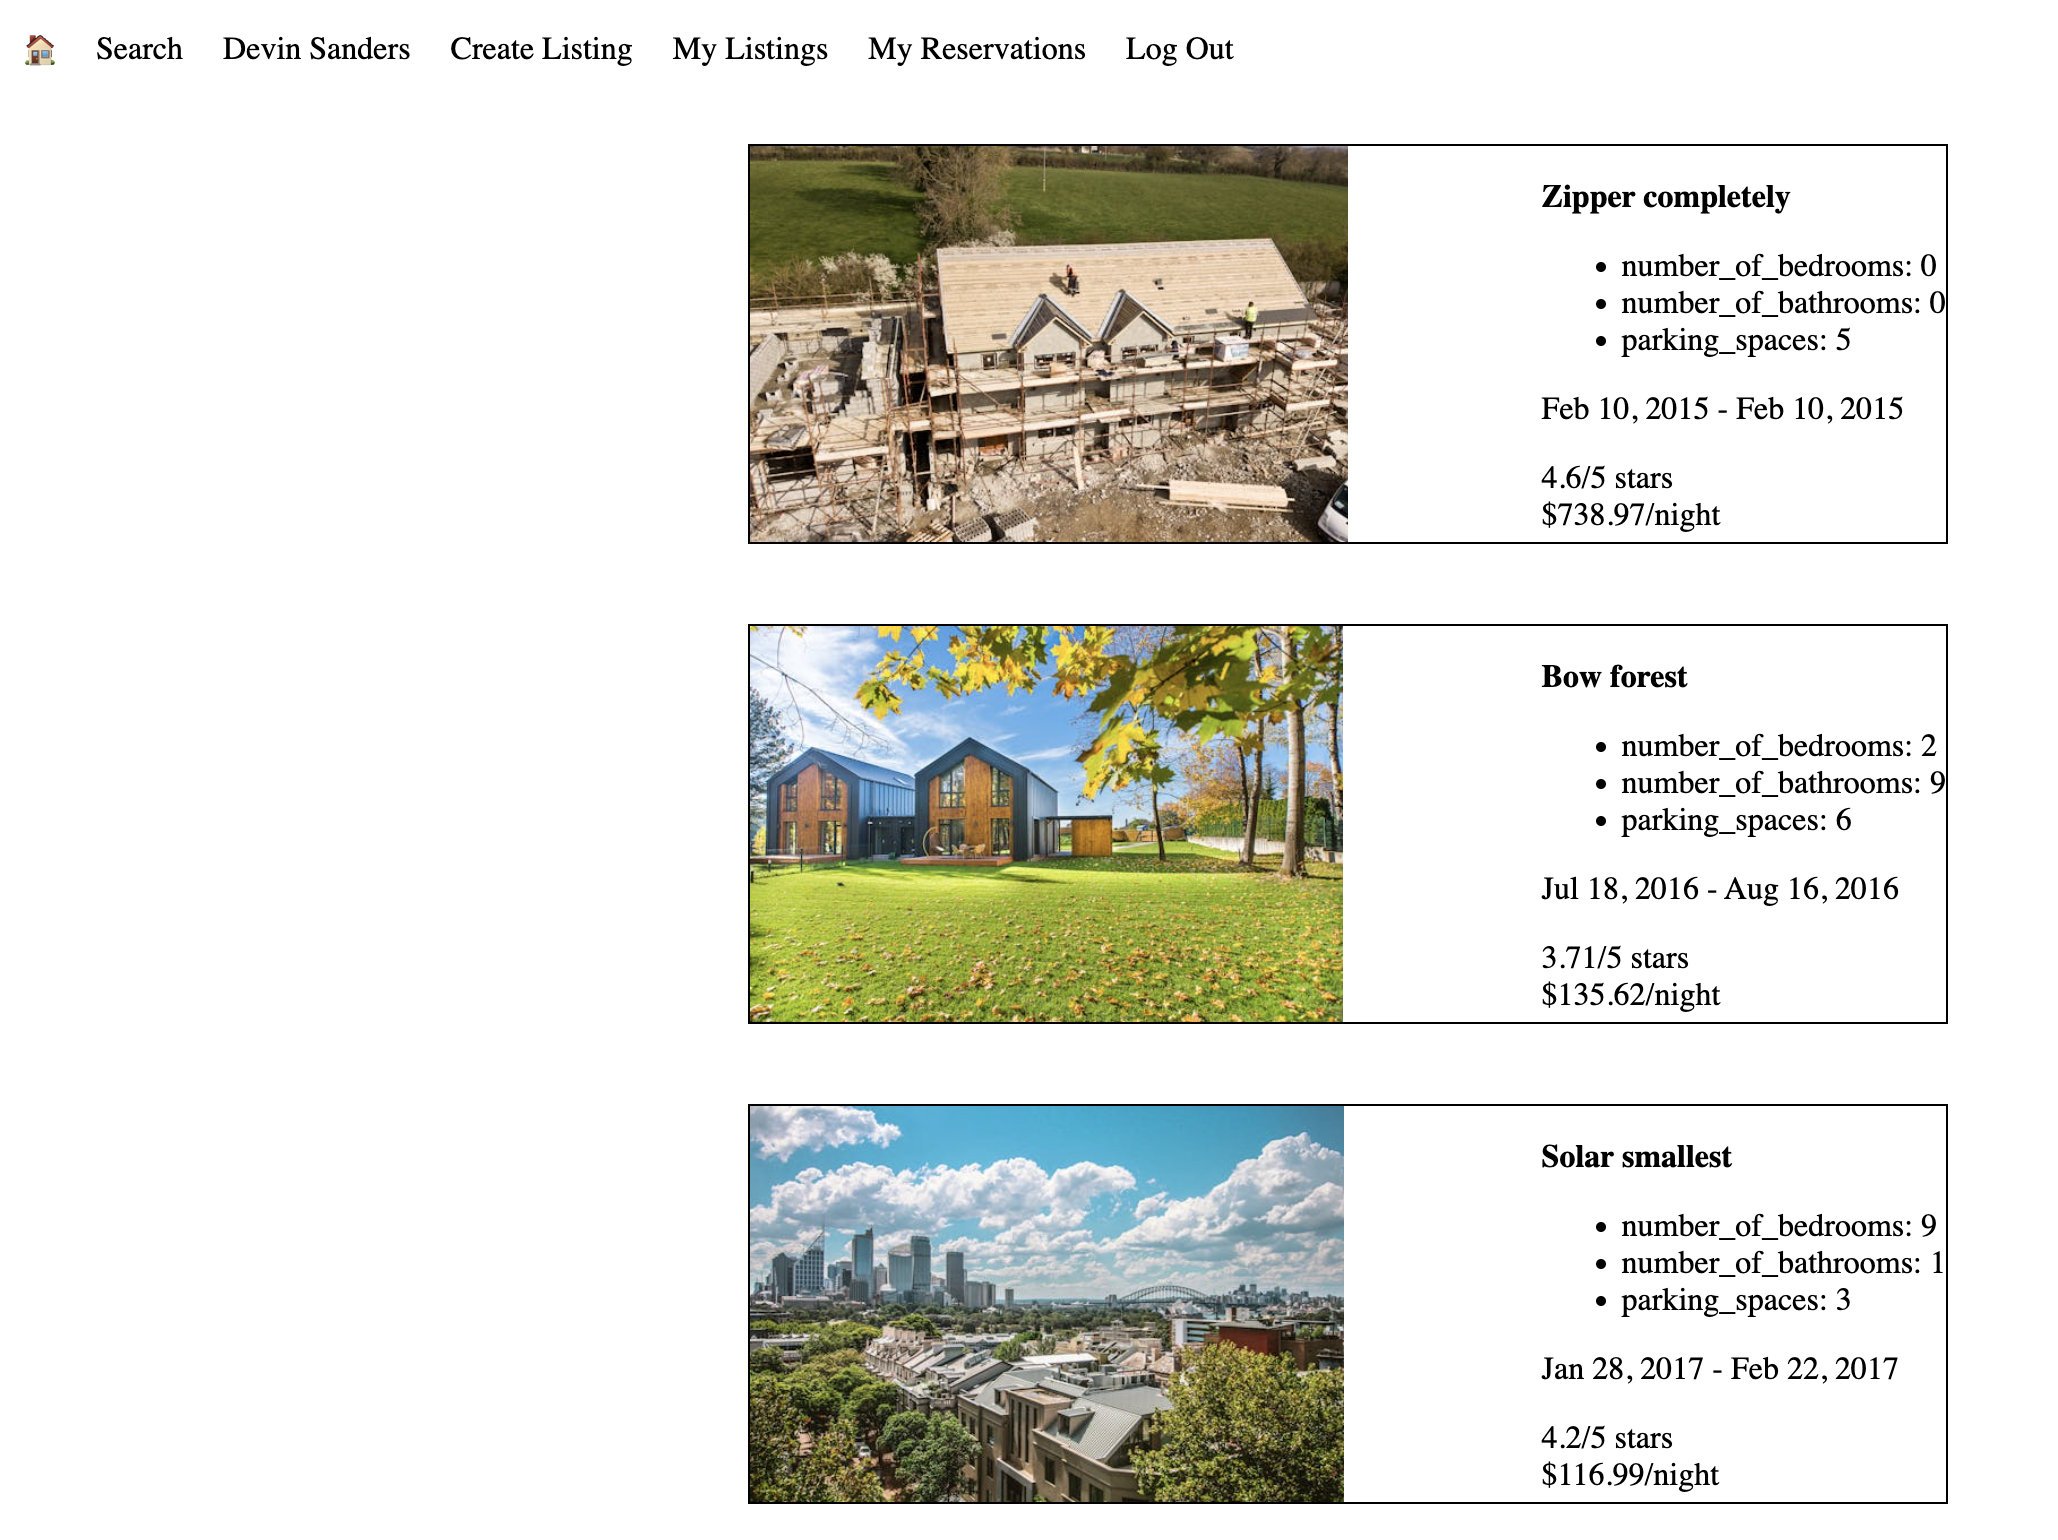 Search Devin Sanders Create Listing My Listings My Reservations Log Out
Zipper completely
number_of_bedrooms: 0
number_of_bathrooms: 0
parking_spaces: 5
Feb 10, 2015 - Feb 10, 2015
4.6/5 stars
$738.97/night
Bow forest
number_of_bedrooms: 2
number_of_bathrooms: 9
parking_spaces: 6
Jul 18, 2016 - Aug 16, 2016
3.71/5 stars
$135.62/night
Solar smallest
number_of_bedrooms: 9
number_of_bathrooms: 1
parking_spaces: 3
Jan 28, 2017 - Feb 22, 2017
4.2/5 stars
$116.99/night